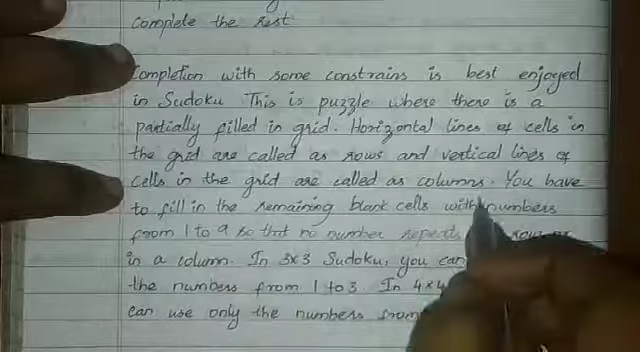 complete the rest
Completion with some constrains is best enjoyed
in Sudoku This is puzzle where there is a
partially filled in grid. Horizontal lines of cells in
the grid are called as rows and vertical lines of
cells in the grid are called as columns. You have
to fill in the remaining blank cells with numbers
from 1 to 9 so that no number repeats row or
in a column. In 3x3 Sudoku, you can
the numbers from 1 to 3. In 4x4
can use only the numbers from